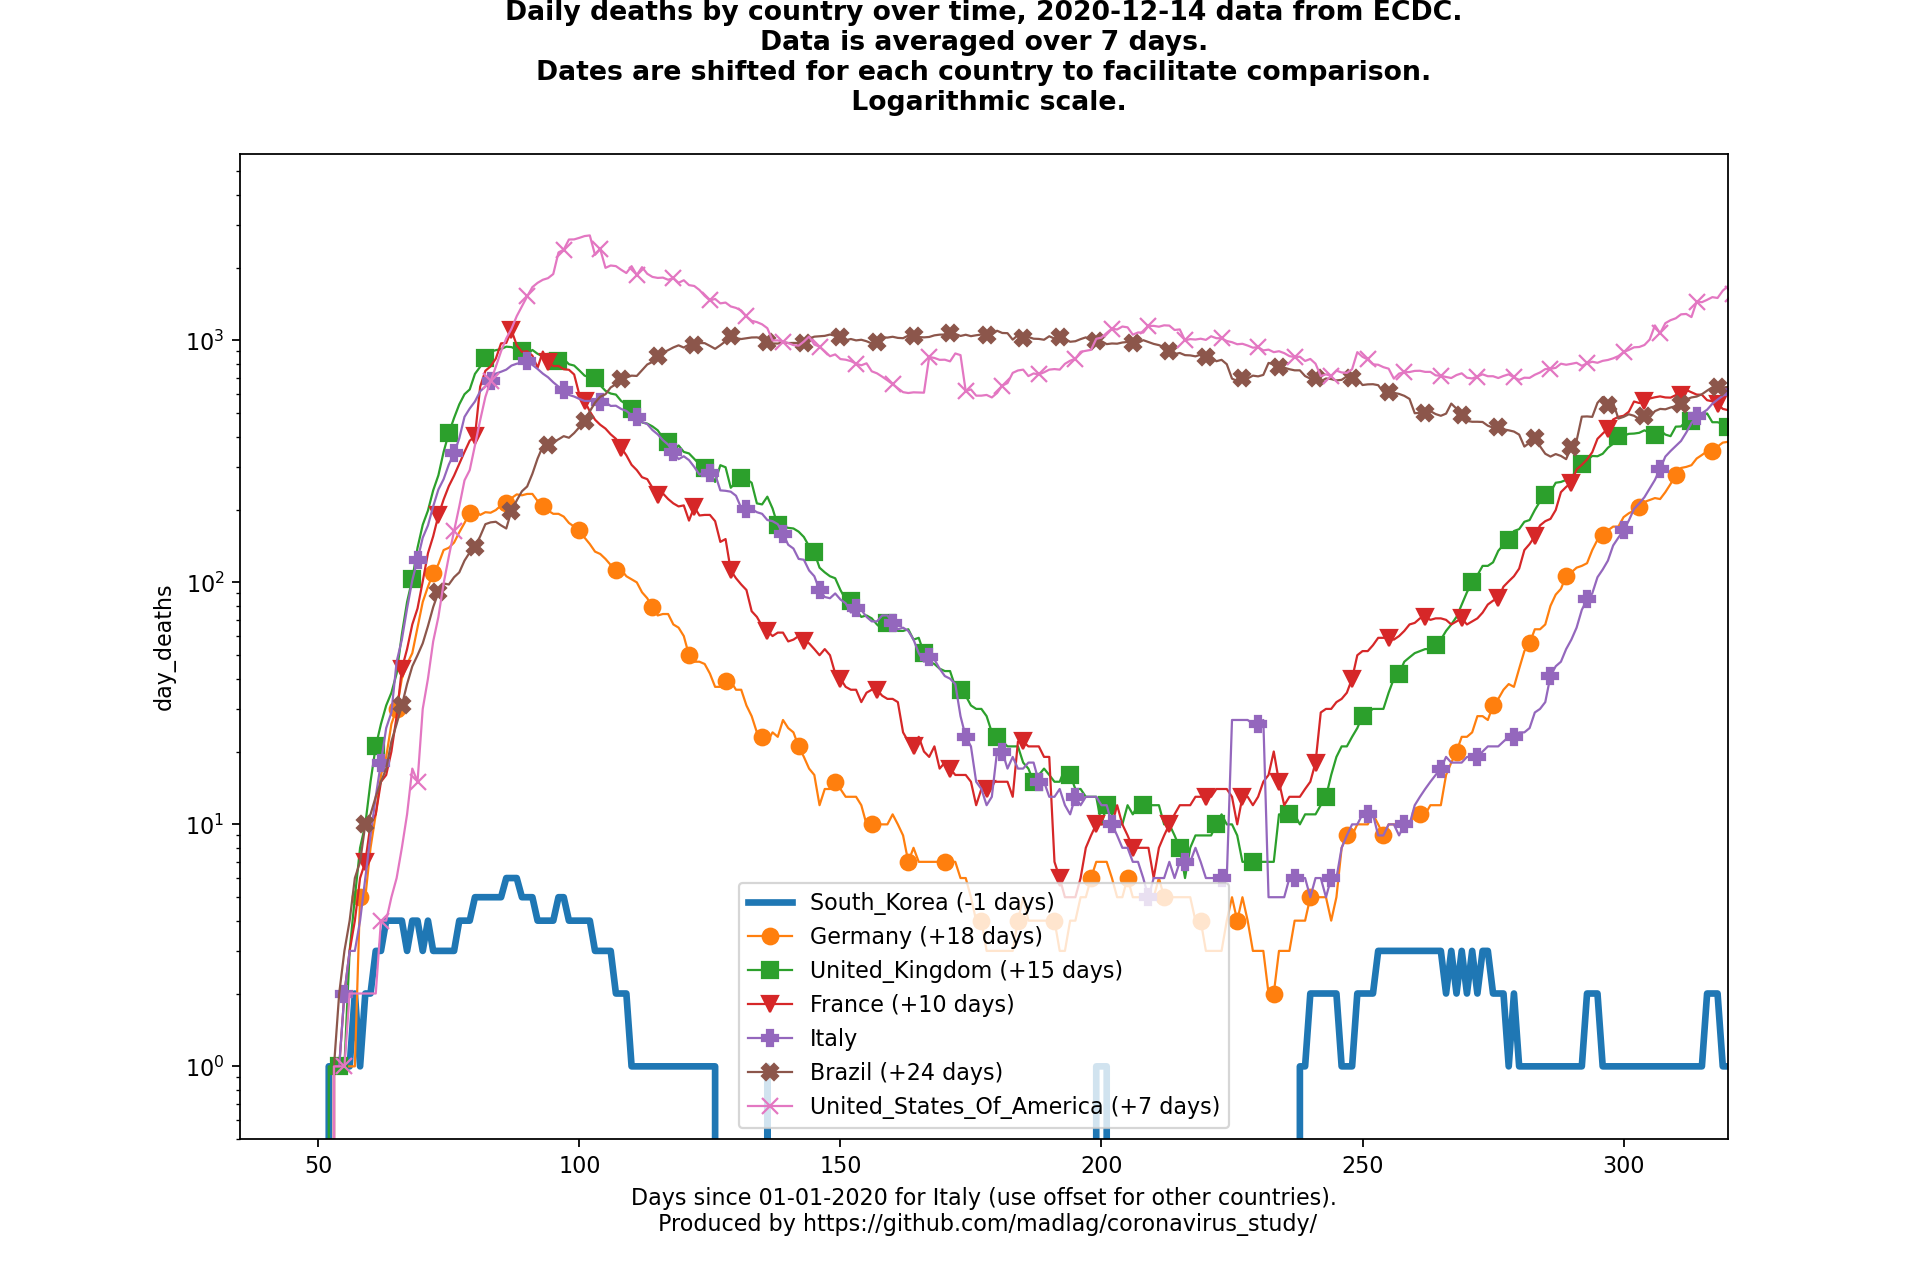 Daily deaths by country over time, 2020-12-14 data from ECDC.
Data is averaged over 7 days.
Dates are shifted for each country to facilitate comparison.
Logarithmic scale.
day_deaths
10³
10²
10¹
10⁰
South_Korea (-1 days)
Germany (+18 days)
United_Kingdom (+15 days)
France (+10 days)
Italy
Brazil (+24 days)
United_States_Of_America (+7 days)
50 100 150 200 250 300
Days since 01-01-2020 for Italy (use offset for other countries).
Produced by https://github.com/madlag/coronavirus_study/